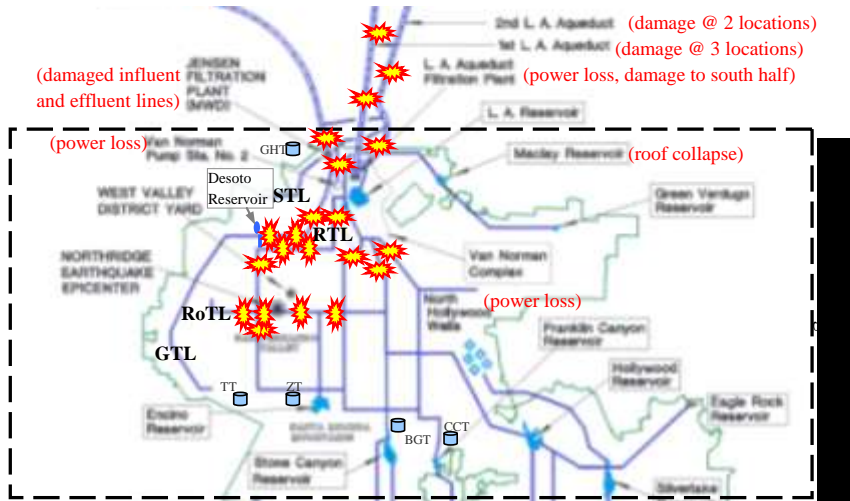 2nd L. A. Aqueduct (damage @ 2 locations)
1st L. A. Aqueduct (damage @ 3 locations)
JENSEN
FILTRATION
PLANT
(MWD)
(damaged influent
and effluent lines)
L. A. Aqueduct
Filtration Plant
(power loss, damage to south half)
L. A. Reservoir
(power loss)
Van Norman
Pump Sta. No. 2
GHT
Maclay Reservoir (roof collapse)
Desoto
Reservoir
STL
WEST VALLEY
DISTRICT YARD
Green Verdugo
Reservoir
RTL
NORTHRIDGE
EARTHQUAKE
EPICENTER
Van Norman
Complex
North
Hollywood
Wells
(power loss)
RoTL
GTL
Franklin Canyon
Reservoir
Hollywood
Reservoir
TT
ZT
Eagle Rock
Reservoir
Encino
Reservoir
BGT
CCT
Stone Canyon
Reservoir
Silverlake